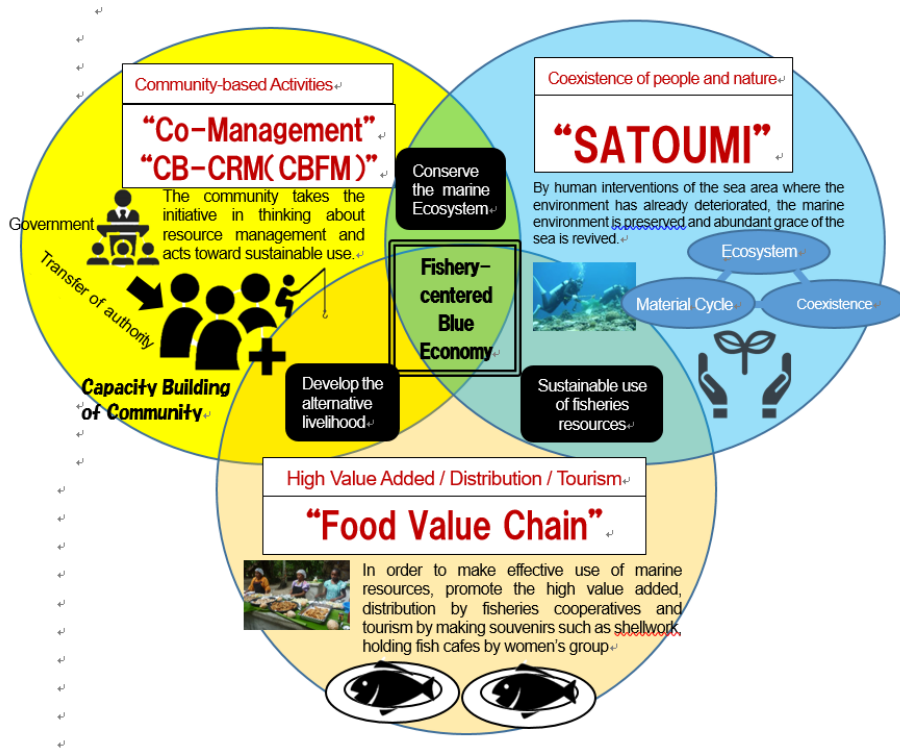 Community-based Activities
“Co-Management”
“CB-CRM(CBFM)”
The community takes the
initiative in thinking about
resource management and
acts toward sustainable use.
Government
Transfer of authority
Capacity Building
of Community
Coexistence of people and nature
“SATOUMI”
By human interventions of the sea area where the
environment has already deteriorated, the marine
environment is preserved and abundant grace of the
sea is revived.
Ecosystem
Material Cycle
Coexistence
Conserve
the marine
Ecosystem
Fishery-
centered
Blue
Economy
Develop the
alternative
livelihood
Sustainable use
of fisheries
resources
High Value Added / Distribution / Tourism
“Food Value Chain”
In order to make effective use of marine
resources, promote the high value added,
distribution by fisheries cooperatives and
tourism by making souvenirs such as shellwork,
holding fish cafes by women’s group